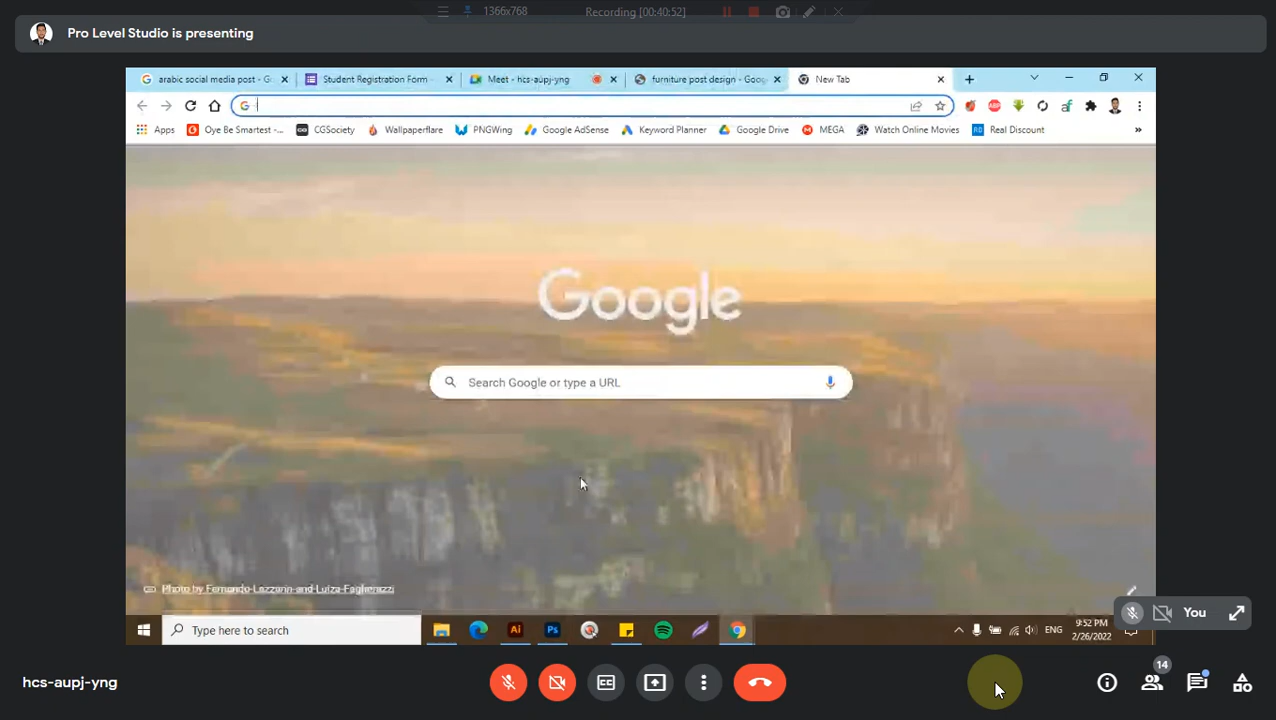 1366x768
Recording [00:40:52]
Pro Level Studio is presenting
arabic social media post - G
Student Registration Form -
Meet - hcs-aupj-yng
furniture post design - Goog
New Tab
Apps
Oye Be Smartest -...
CGSociety
Wallpaperflare
PNGWing
Google AdSense
Keyword Planner
Google Drive
MEGA
Watch Online Movies
Real Discount
Google
Search Google or type a URL
Photo by Fernando Lazzarin and Luiza Faglierazzi
You
Type here to search
ENG
9:52 PM
2/26/2022
hcs-aupj-yng
14